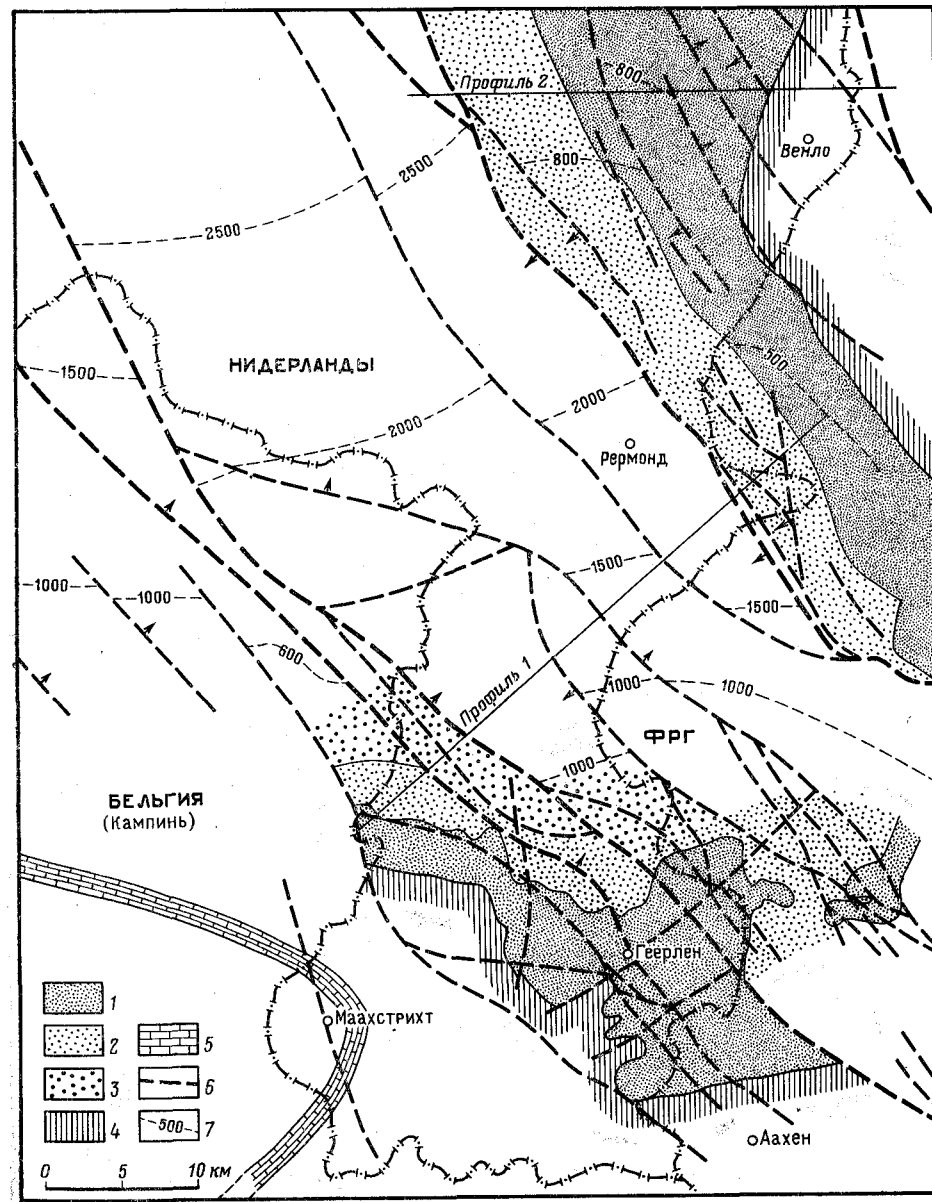 Профиль 2
800
Венло
2500
800
2500
НИДЕРЛАНДЫ
1500
500
2000
2000
Рермонд
1000
1000
1500
1500
600
Профиль 1
1000
1000
ФРГ
1000
БЕЛЬГИЯ
(Кампинь)
Геерлен
Маахстрихт
Аахен
1
2
3
4
5
6
500
7
0 5 10 км